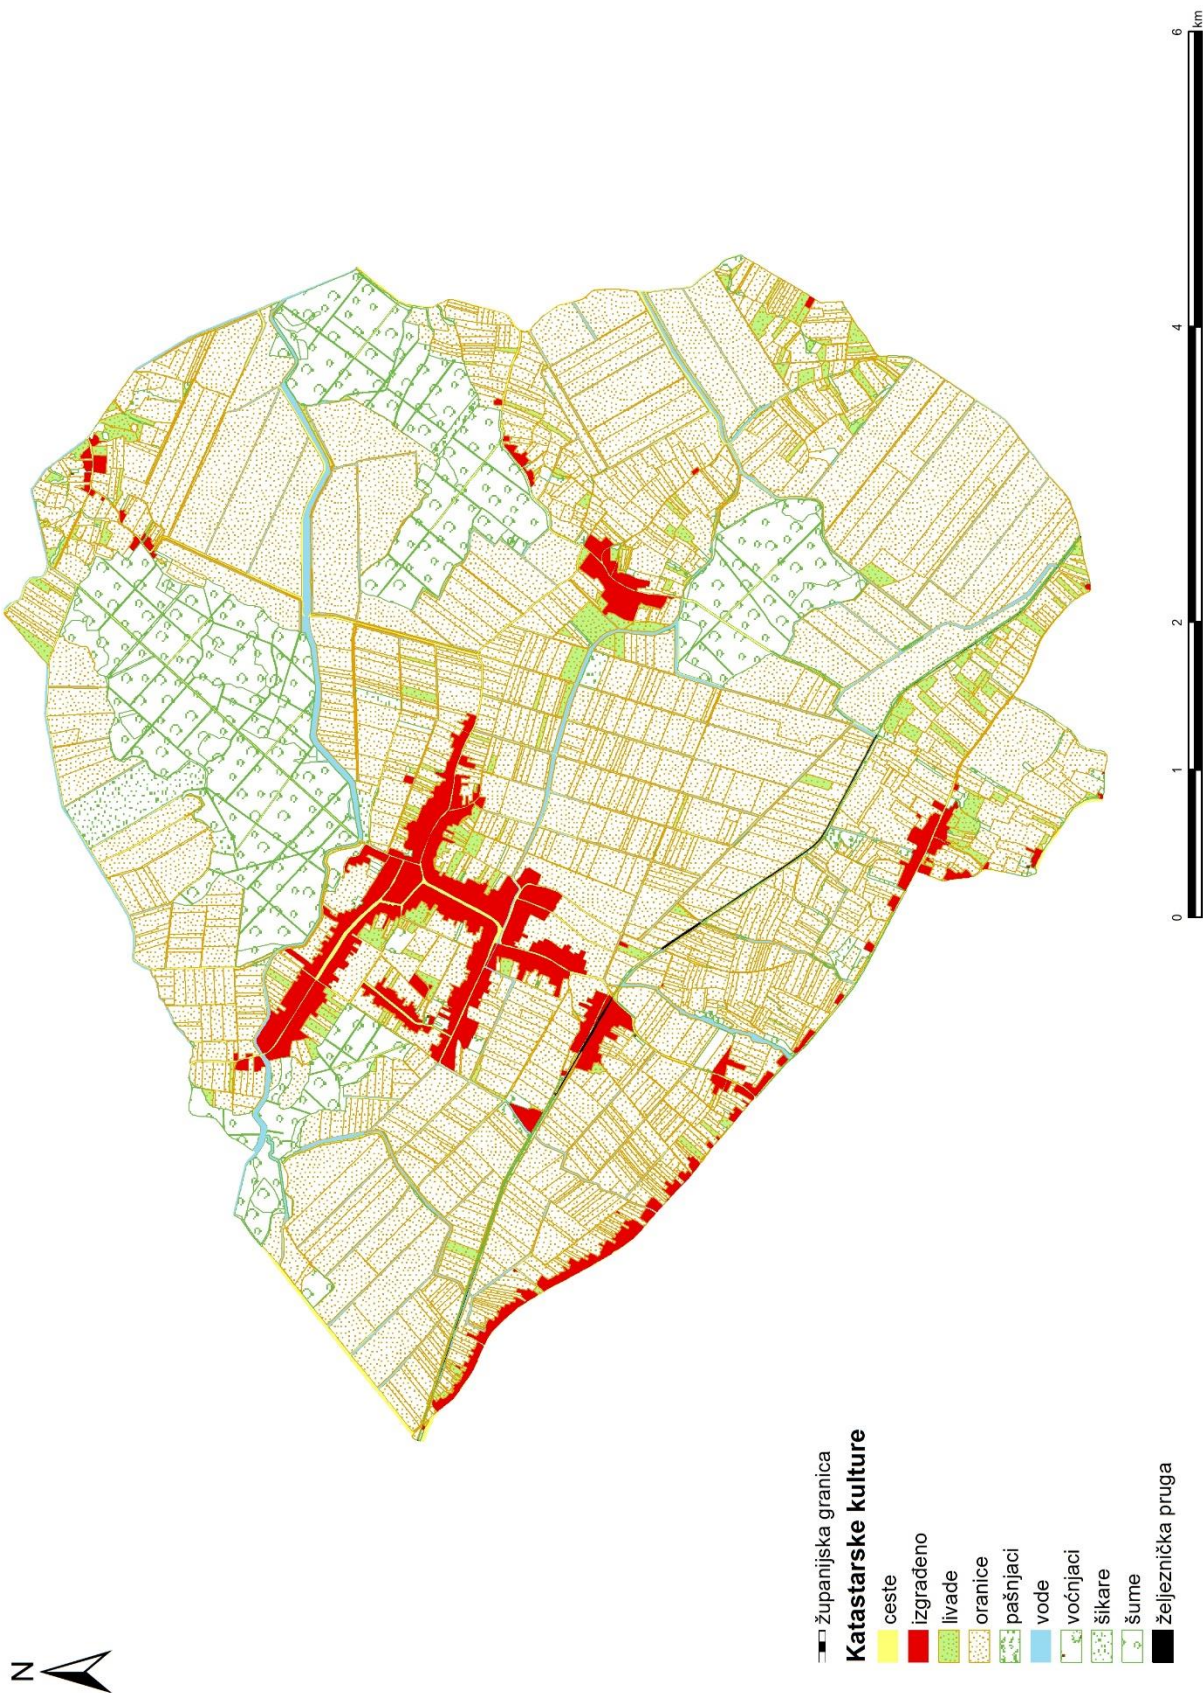 N
županijska granica
Katastarske kulture
ceste
izgrađeno
livade
oranice
pašnjaci
vode
voćnjaci
šikare
šume
željeznička pruga
0 1 2 4 6
km